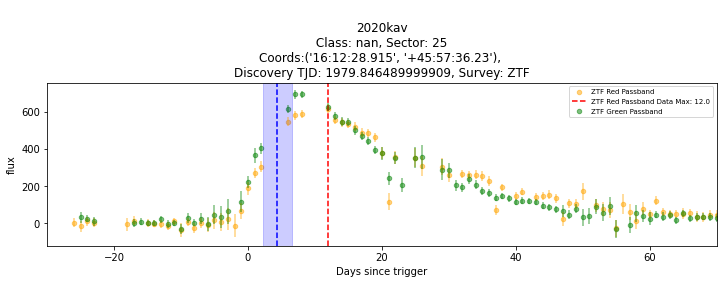 2020kav
Class: nan, Sector: 25
Coords:('16:12:28.915', '+45:57:36.23'),
Discovery TJD: 1979.846489999909, Survey: ZTF
ZTF Red Passband
ZTF Red Passband Data Max: 12.0
ZTF Green Passband
flux
600
400
200
0
−20 0 20 40 60
Days since trigger